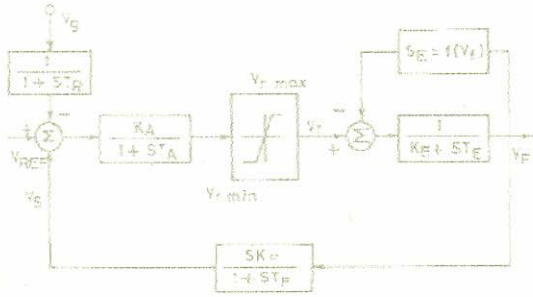 V_S
1
1 + ST_R
V_r max
S_E = f(V_f)
−
−
+
Σ
K_A
1 + ST_A
V_r
−
+
Σ
1
K_E + ST_E
V_F
V_REF
V_S
V_r min
SK
1 + ST_F